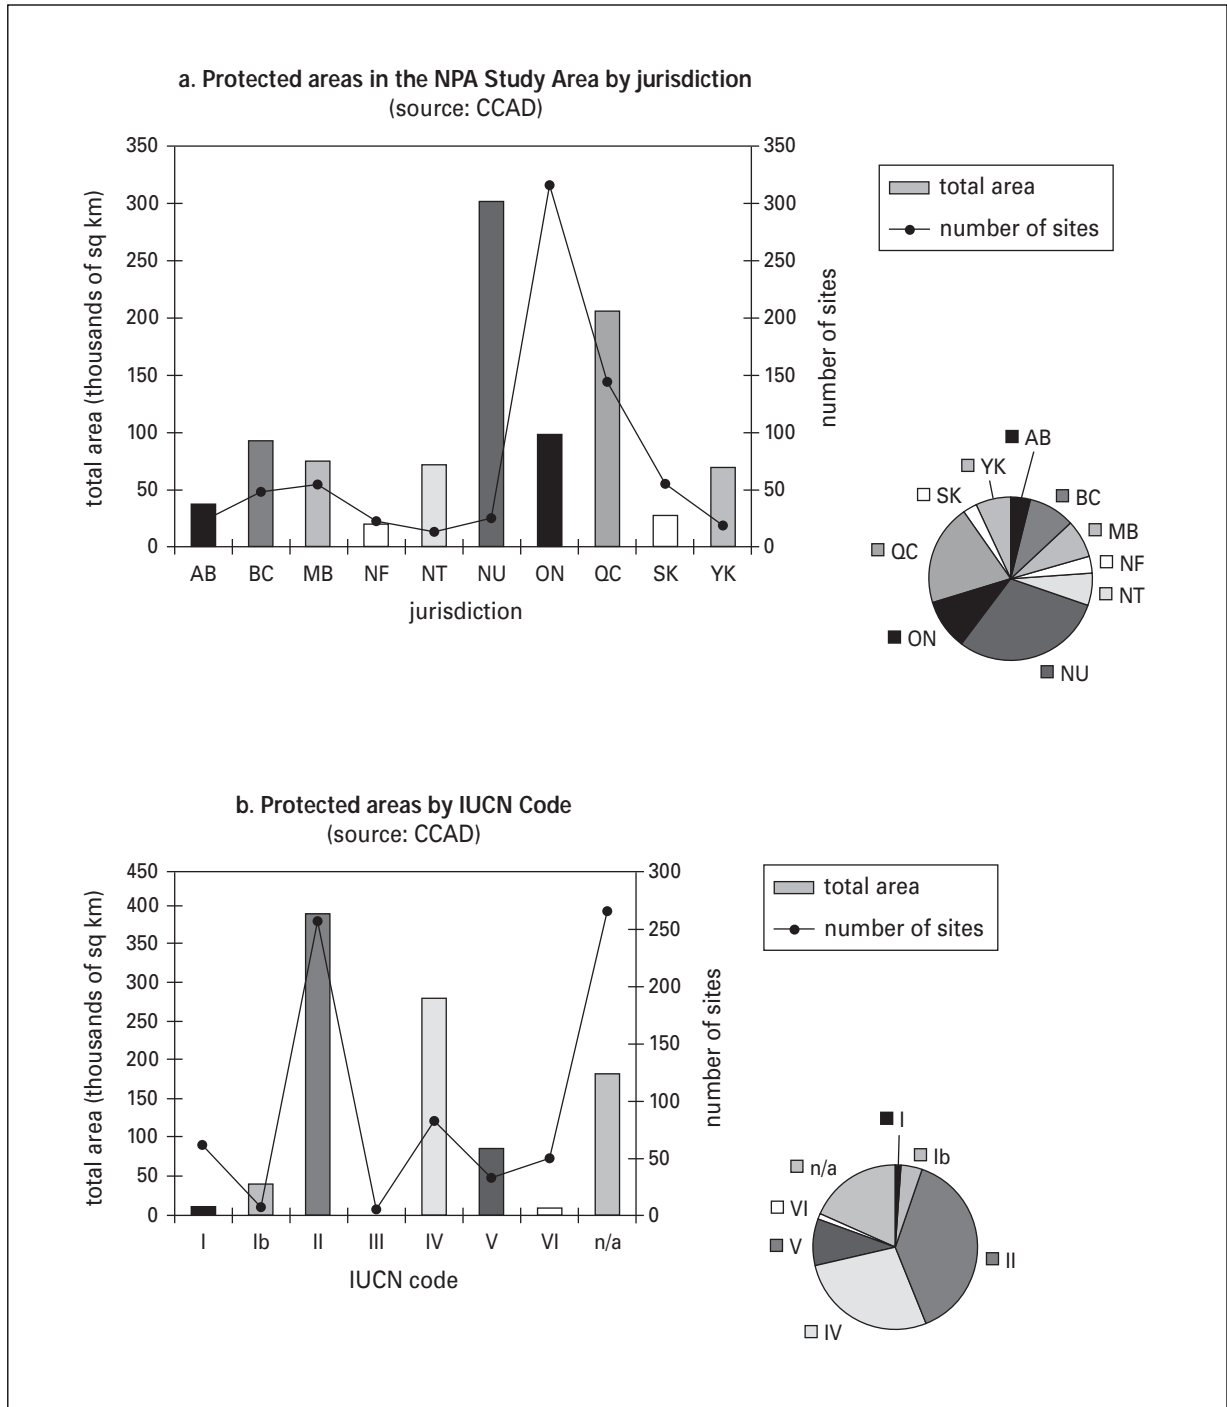 a. Protected areas in the NPA Study Area by jurisdiction
(source: CCAD)
total area (thousands of sq km)
350
300
250
200
150
100
50
0
350
300
250
200
150
100
50
0
number of sites
AB BC MB NF NT NU ON QC SK YK
jurisdiction
total area
number of sites
AB
YK
SK
BC
MB
QC
NF
NT
ON
NU
b. Protected areas by IUCN Code
(source: CCAD)
total area (thousands of sq km)
450
400
350
300
250
200
150
100
50
0
300
250
200
150
100
50
0
number of sites
I Ib II III IV V VI n/a
IUCN code
total area
number of sites
I
Ib
n/a
VI
V
II
IV